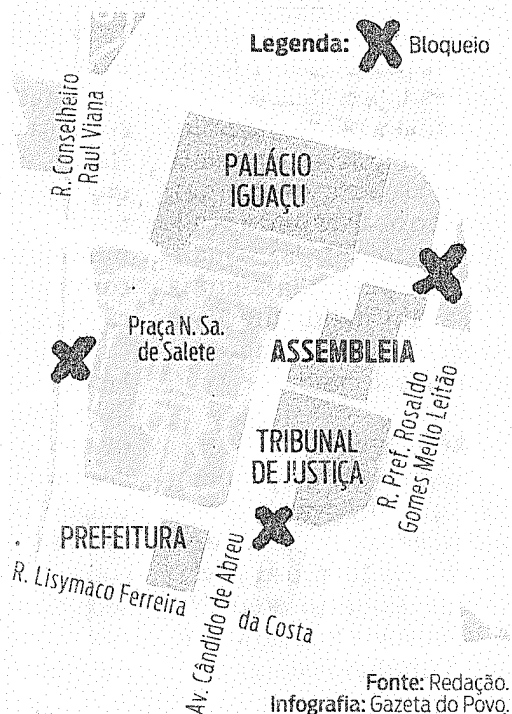 Legenda: Bloqueio
R. Conselheiro
Raul Viana
PALÁCIO
IGUAÇU
Praça N. Sa.
de Salete
ASSEMBLEIA
R. Pref. Rosaldo
Gomes Mello Leitão
TRIBUNAL
DE JUSTIÇA
PREFEITURA
R. Lisymaco Ferreira
da Costa
Av. Cândido de Abreu
Fonte: Redação.
Infografia: Gazeta do Povo.